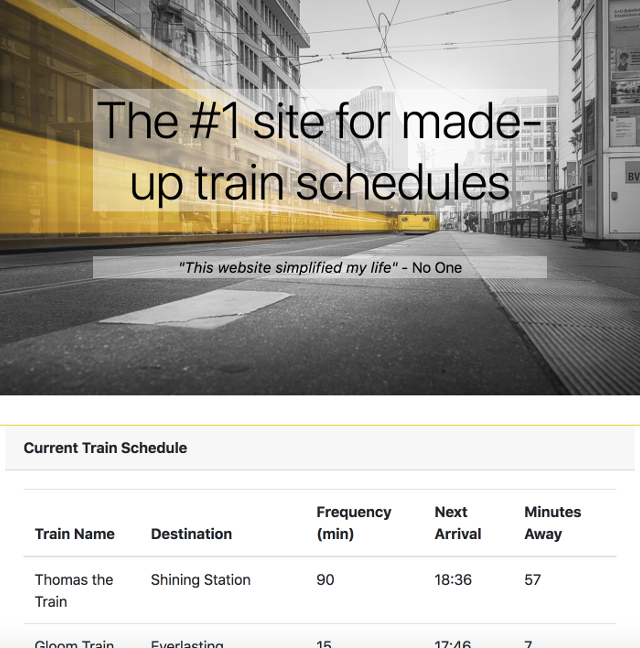 The #1 site for made-
up train schedules
"This website simplified my life" - No One
BV
Current Train Schedule
Train Name Destination Frequency (min) Next Arrival Minutes Away
Thomas the Train Shining Station 90 18:36 57
Gloom Train Everlasting 15 17:46 7